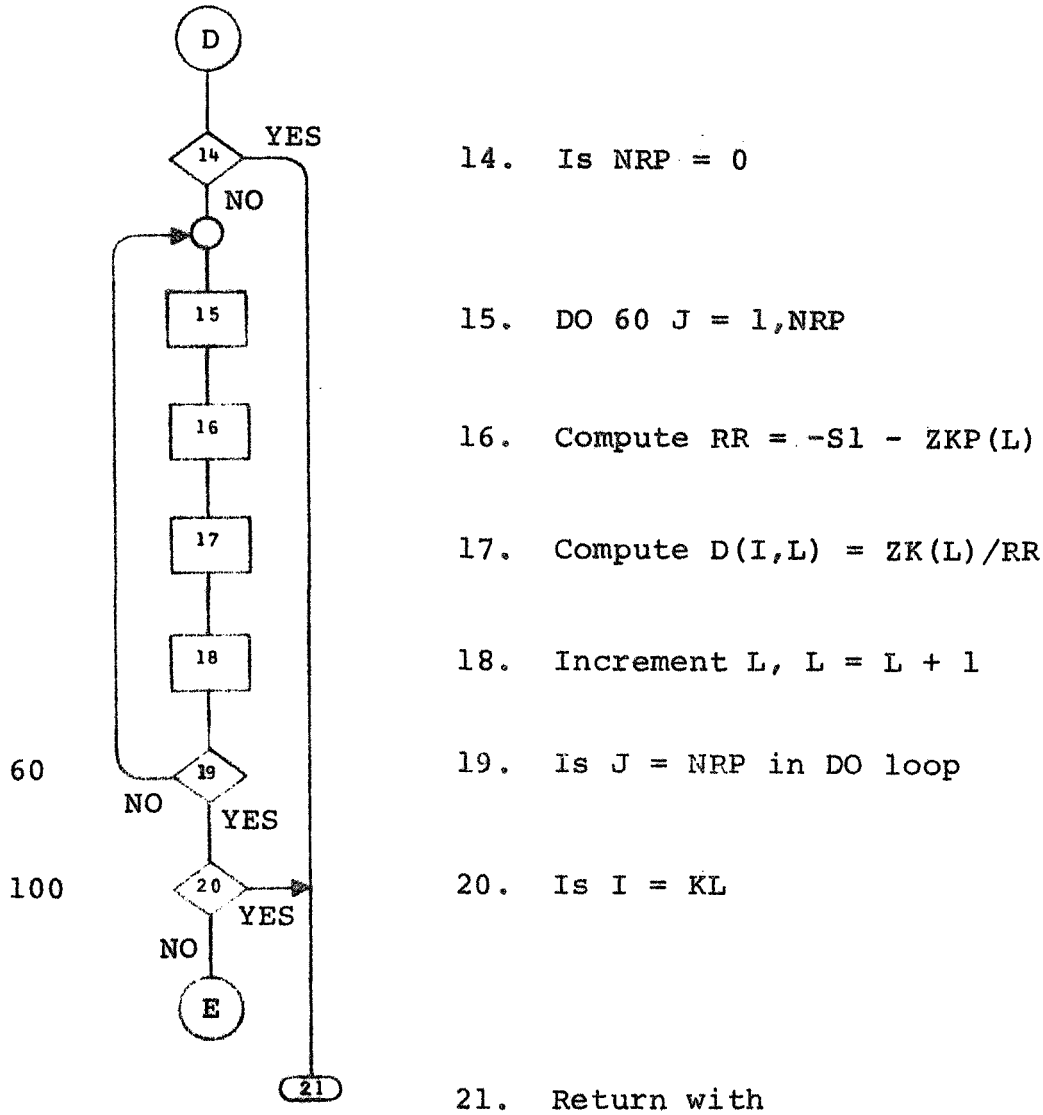 D
YES
14
14. Is NRP = 0
NO
15
15. DO 60 J = 1,NRP
16
16. Compute RR = -S1 - ZKP(L)
17
17. Compute D(I,L) = ZK(L)/RR
18
18. Increment L, L = L + 1
60
19
19. Is J = NRP in DO loop
NO
YES
100
20
20. Is I = KL
YES
NO
E
21
21. Return with